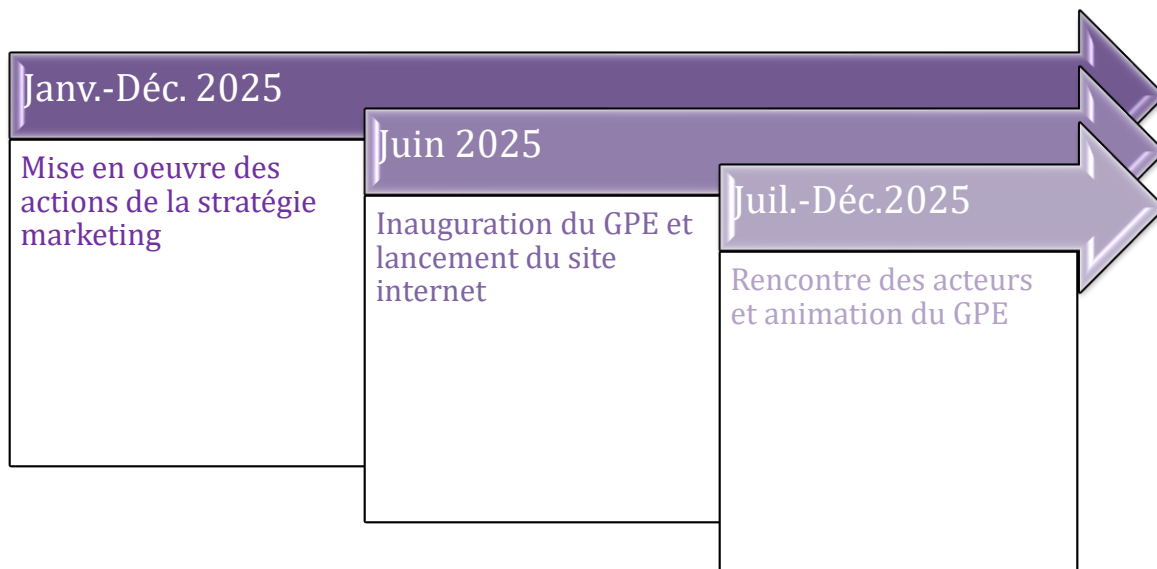 Janv.-Déc. 2025
Mise en oeuvre des
actions de la stratégie
marketing
Juin 2025
Inauguration du GPE et
lancement du site
internet
Juil.-Déc.2025
Rencontre des acteurs
et animation du GPE